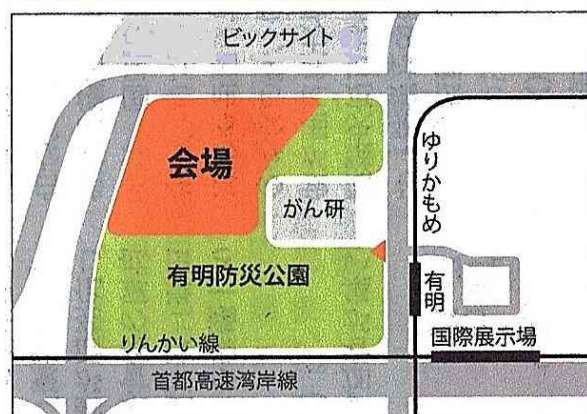 ビックサイト
会場
がん研
ゆりかもめ
有明防災公園
有明
りんかい線
国際展示場
首都高速湾岸線